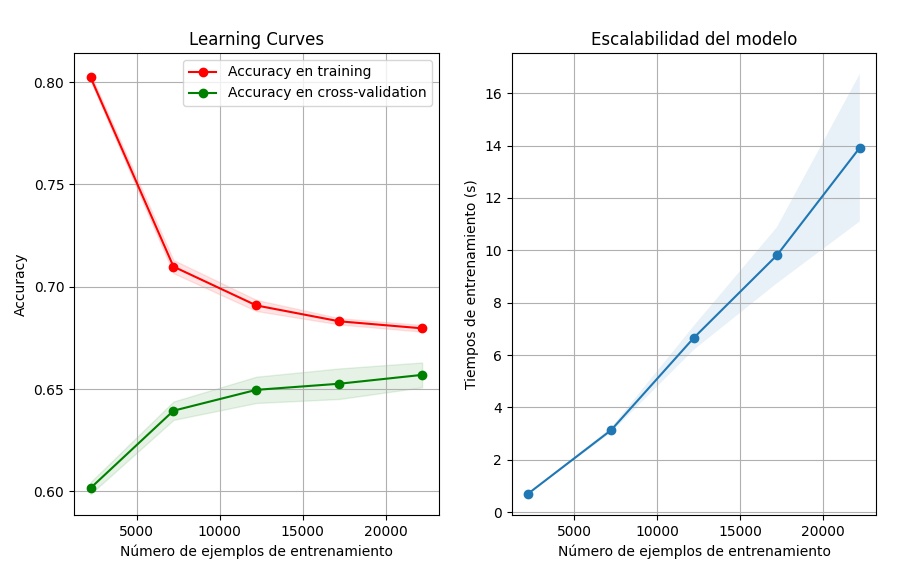 Learning Curves
Accuracy en training
Accuracy en cross-validation
0.80
0.75
0.70
0.65
0.60
Accuracy
5000
10000
15000
20000
Número de ejemplos de entrenamiento
Escalabilidad del modelo
16
14
12
10
8
6
4
2
0
Tiempos de entrenamiento (s)
5000
10000
15000
20000
Número de ejemplos de entrenamiento